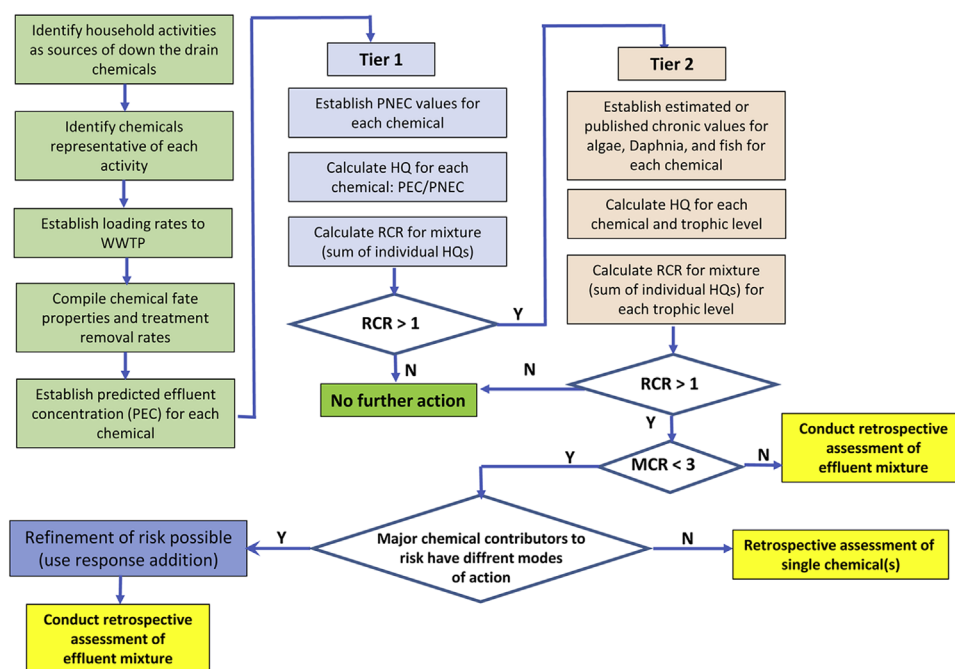 Identify household activities
as sources of down the drain
chemicals
Identify chemicals
representative of each
activity
Establish loading rates to
WWTP
Compile chemical fate
properties and treatment
removal rates
Establish predicted effluent
concentration (PEC) for each
chemical
Tier 1
Establish PNEC values for
each chemical
Calculate HQ for each
chemical: PEC/PNEC
Calculate RCR for mixture
(sum of individual HQs)
RCR > 1
Y
N
No further action
Tier 2
Establish estimated or
published chronic values for
algae, Daphnia, and fish for
each chemical
Calculate HQ for each
chemical and trophic level
Calculate RCR for mixture
(sum of individual HQs) for
each trophic level
RCR > 1
N
Y
MCR < 3
N
Conduct retrospective
assessment of
effluent mixture
Y
Major chemical contributors to
risk have diffrent modes
of action
N
Retrospective assessment of
single chemical(s)
Y
Refinement of risk possible
(use response addition)
Conduct retrospective
assessment of
effluent mixture